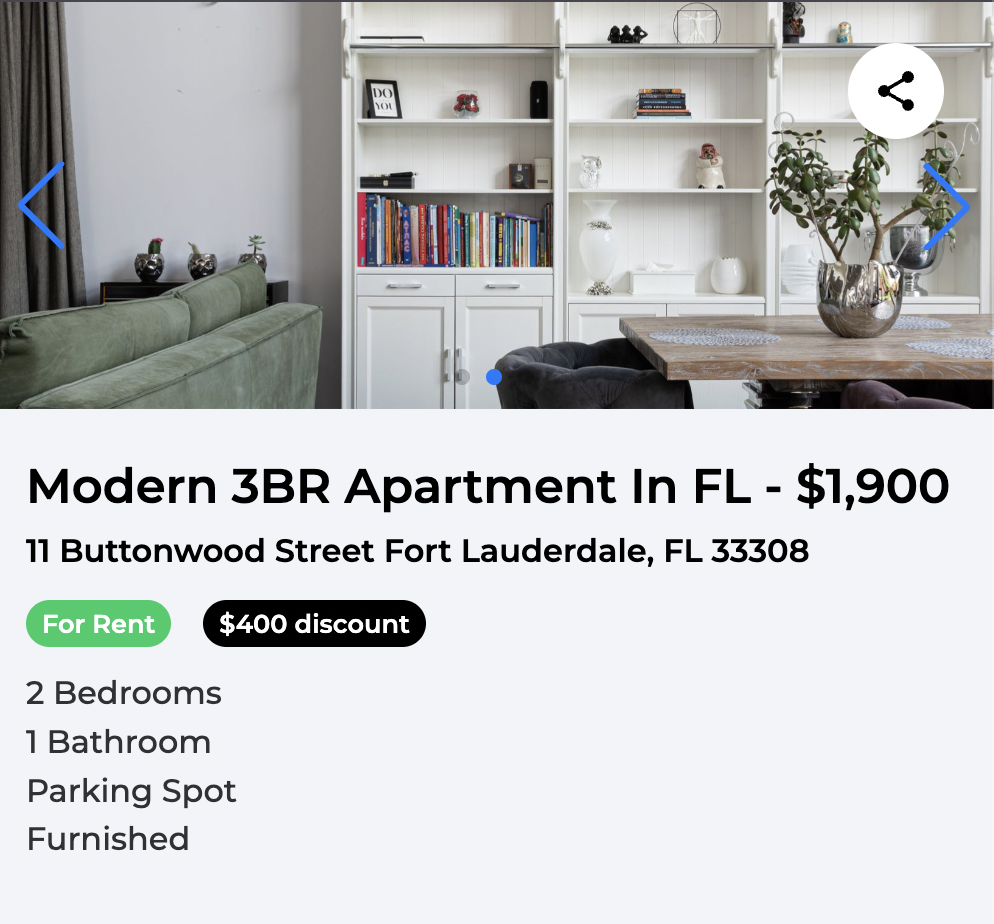 DO
YOU
Modern 3BR Apartment In FL - $1,900
11 Buttonwood Street Fort Lauderdale, FL 33308
For Rent
$400 discount
2 Bedrooms
1 Bathroom
Parking Spot
Furnished